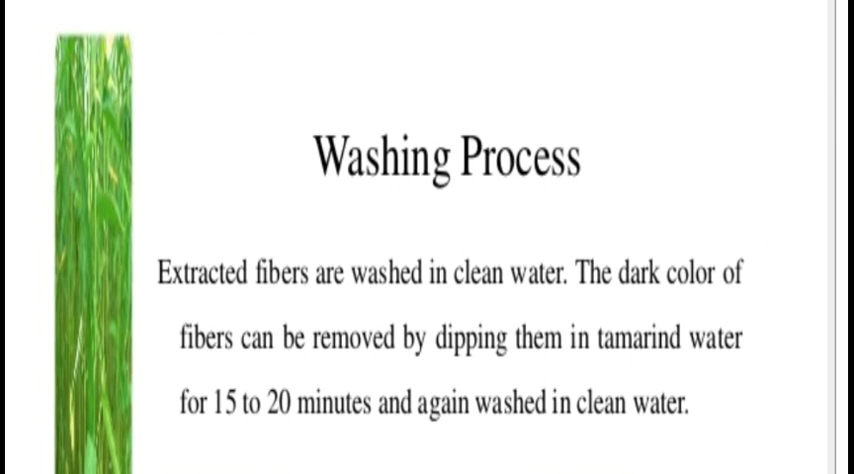 Washing Process
Extracted fibers are washed in clean water. The dark color of
fibers can be removed by dipping them in tamarind water
for 15 to 20 minutes and again washed in clean water.